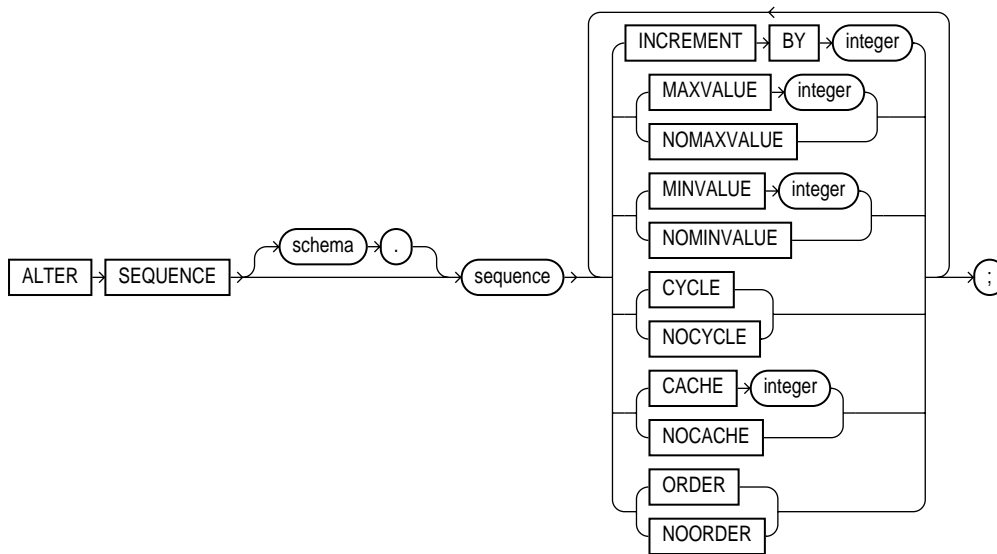 INCREMENT BY integer
MAXVALUE integer
NOMAXVALUE
MINVALUE integer
NOMINVALUE
schema .
ALTER SEQUENCE sequence ;
CYCLE
NOCYCLE
CACHE integer
NOCACHE
ORDER
NOORDER